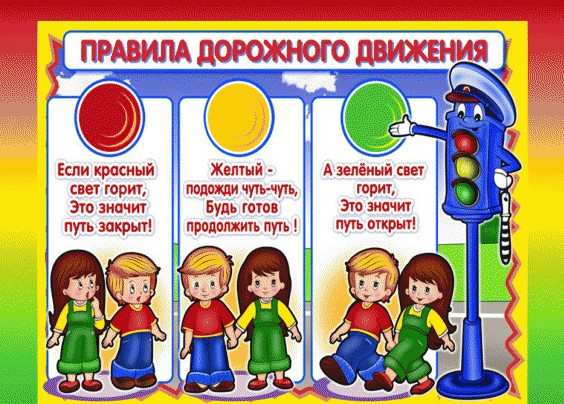 ПРАВИЛА ДОРОЖНОГО ДВИЖЕНИЯ
Если красный
свет горит,
Это значит
путь закрыт!
Желтый -
подожди чуть-чуть,
Будь готов
продолжить путь !
А зелёный свет
горит,
Это значит
путь открыт!